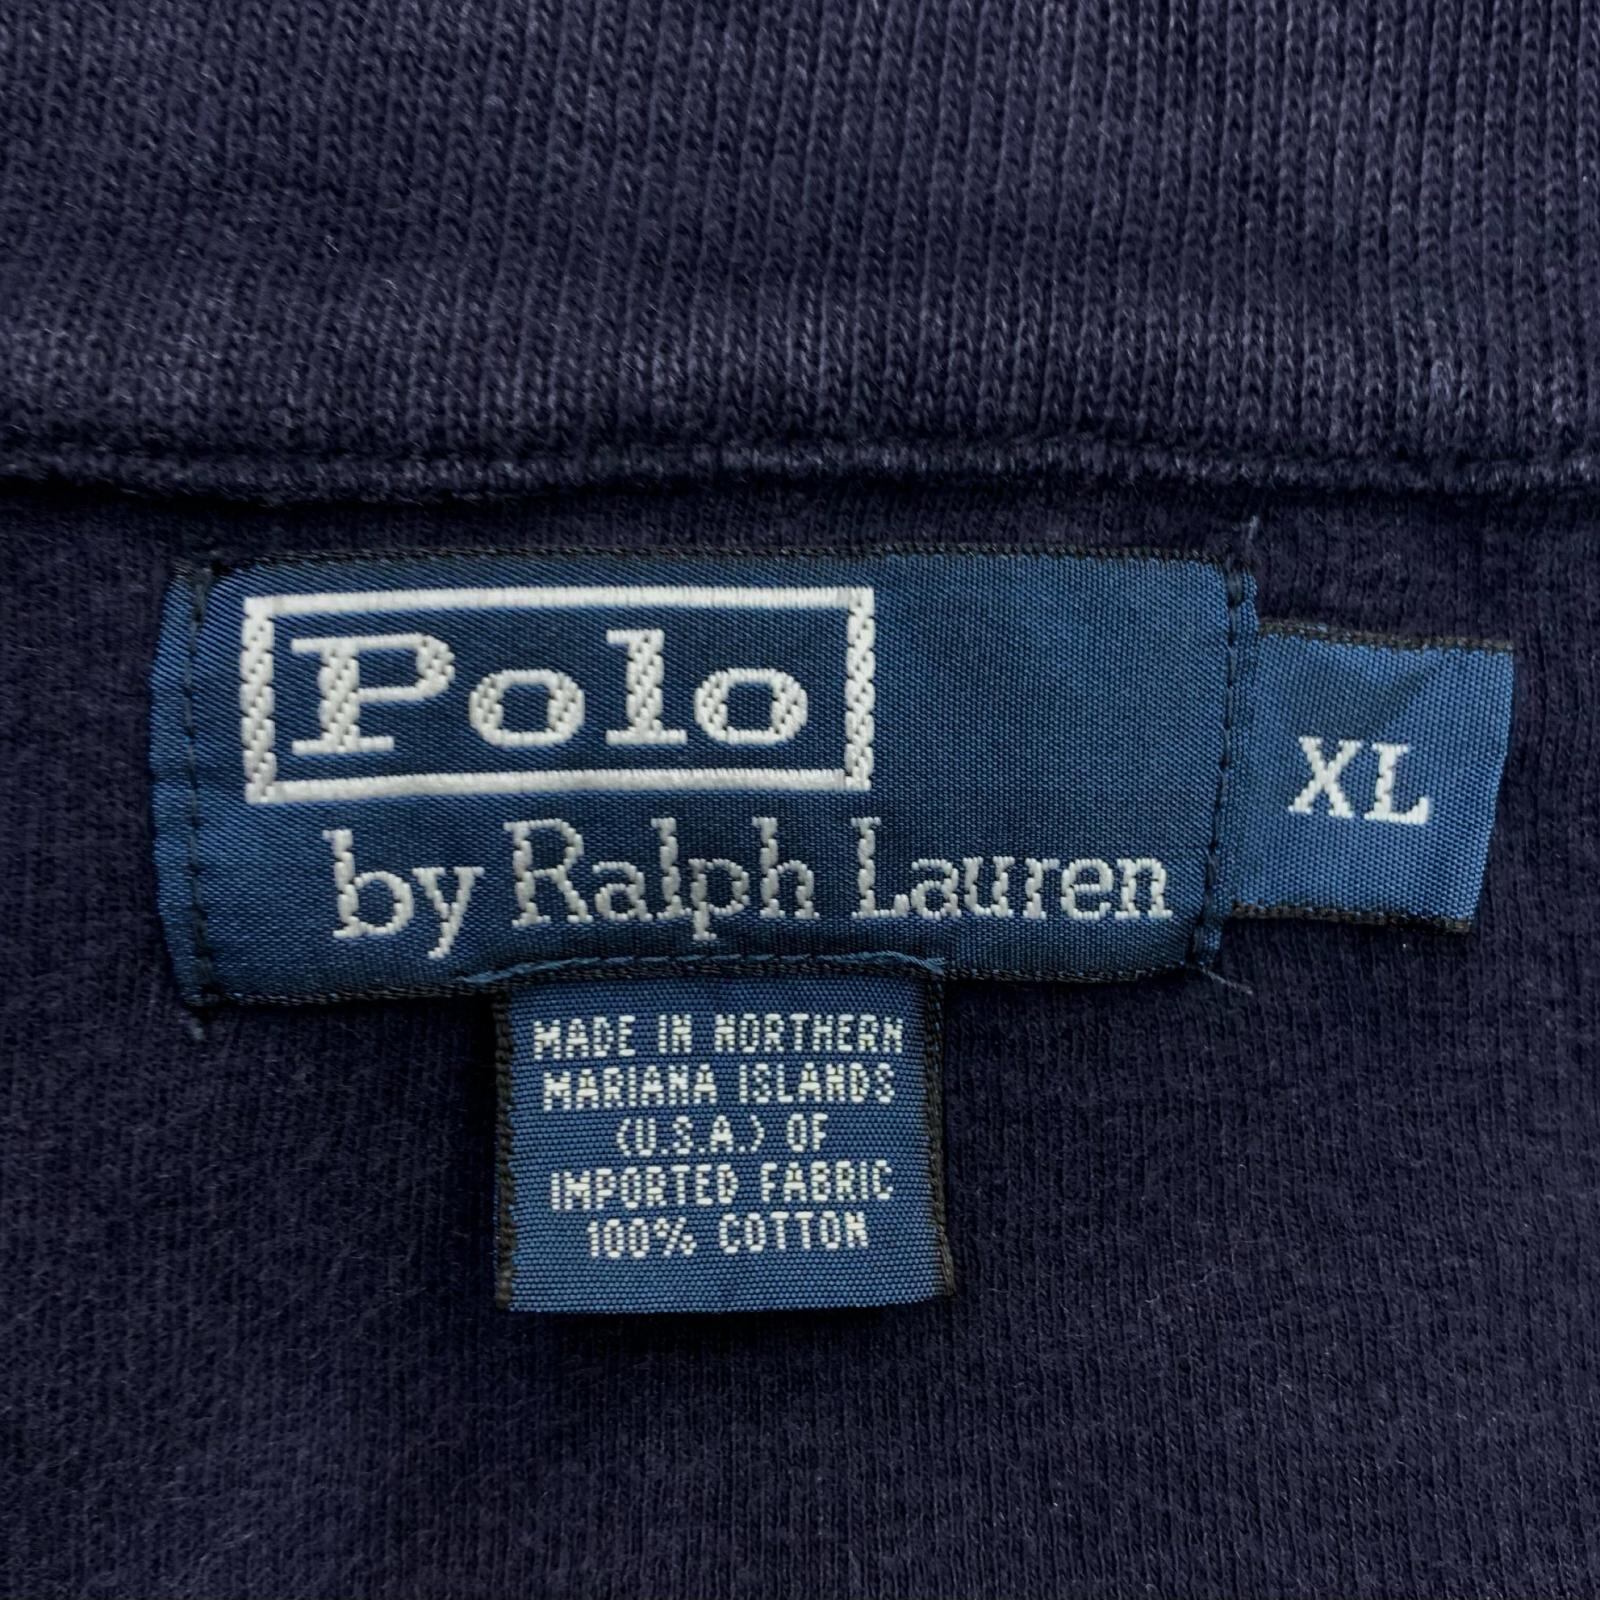 Polo
by Ralph Lauren
XL
MADE IN NORTHERN
MARIANA ISLANDS
(U.S.A.) OF
IMPORTED FABRIC
100% COTTON